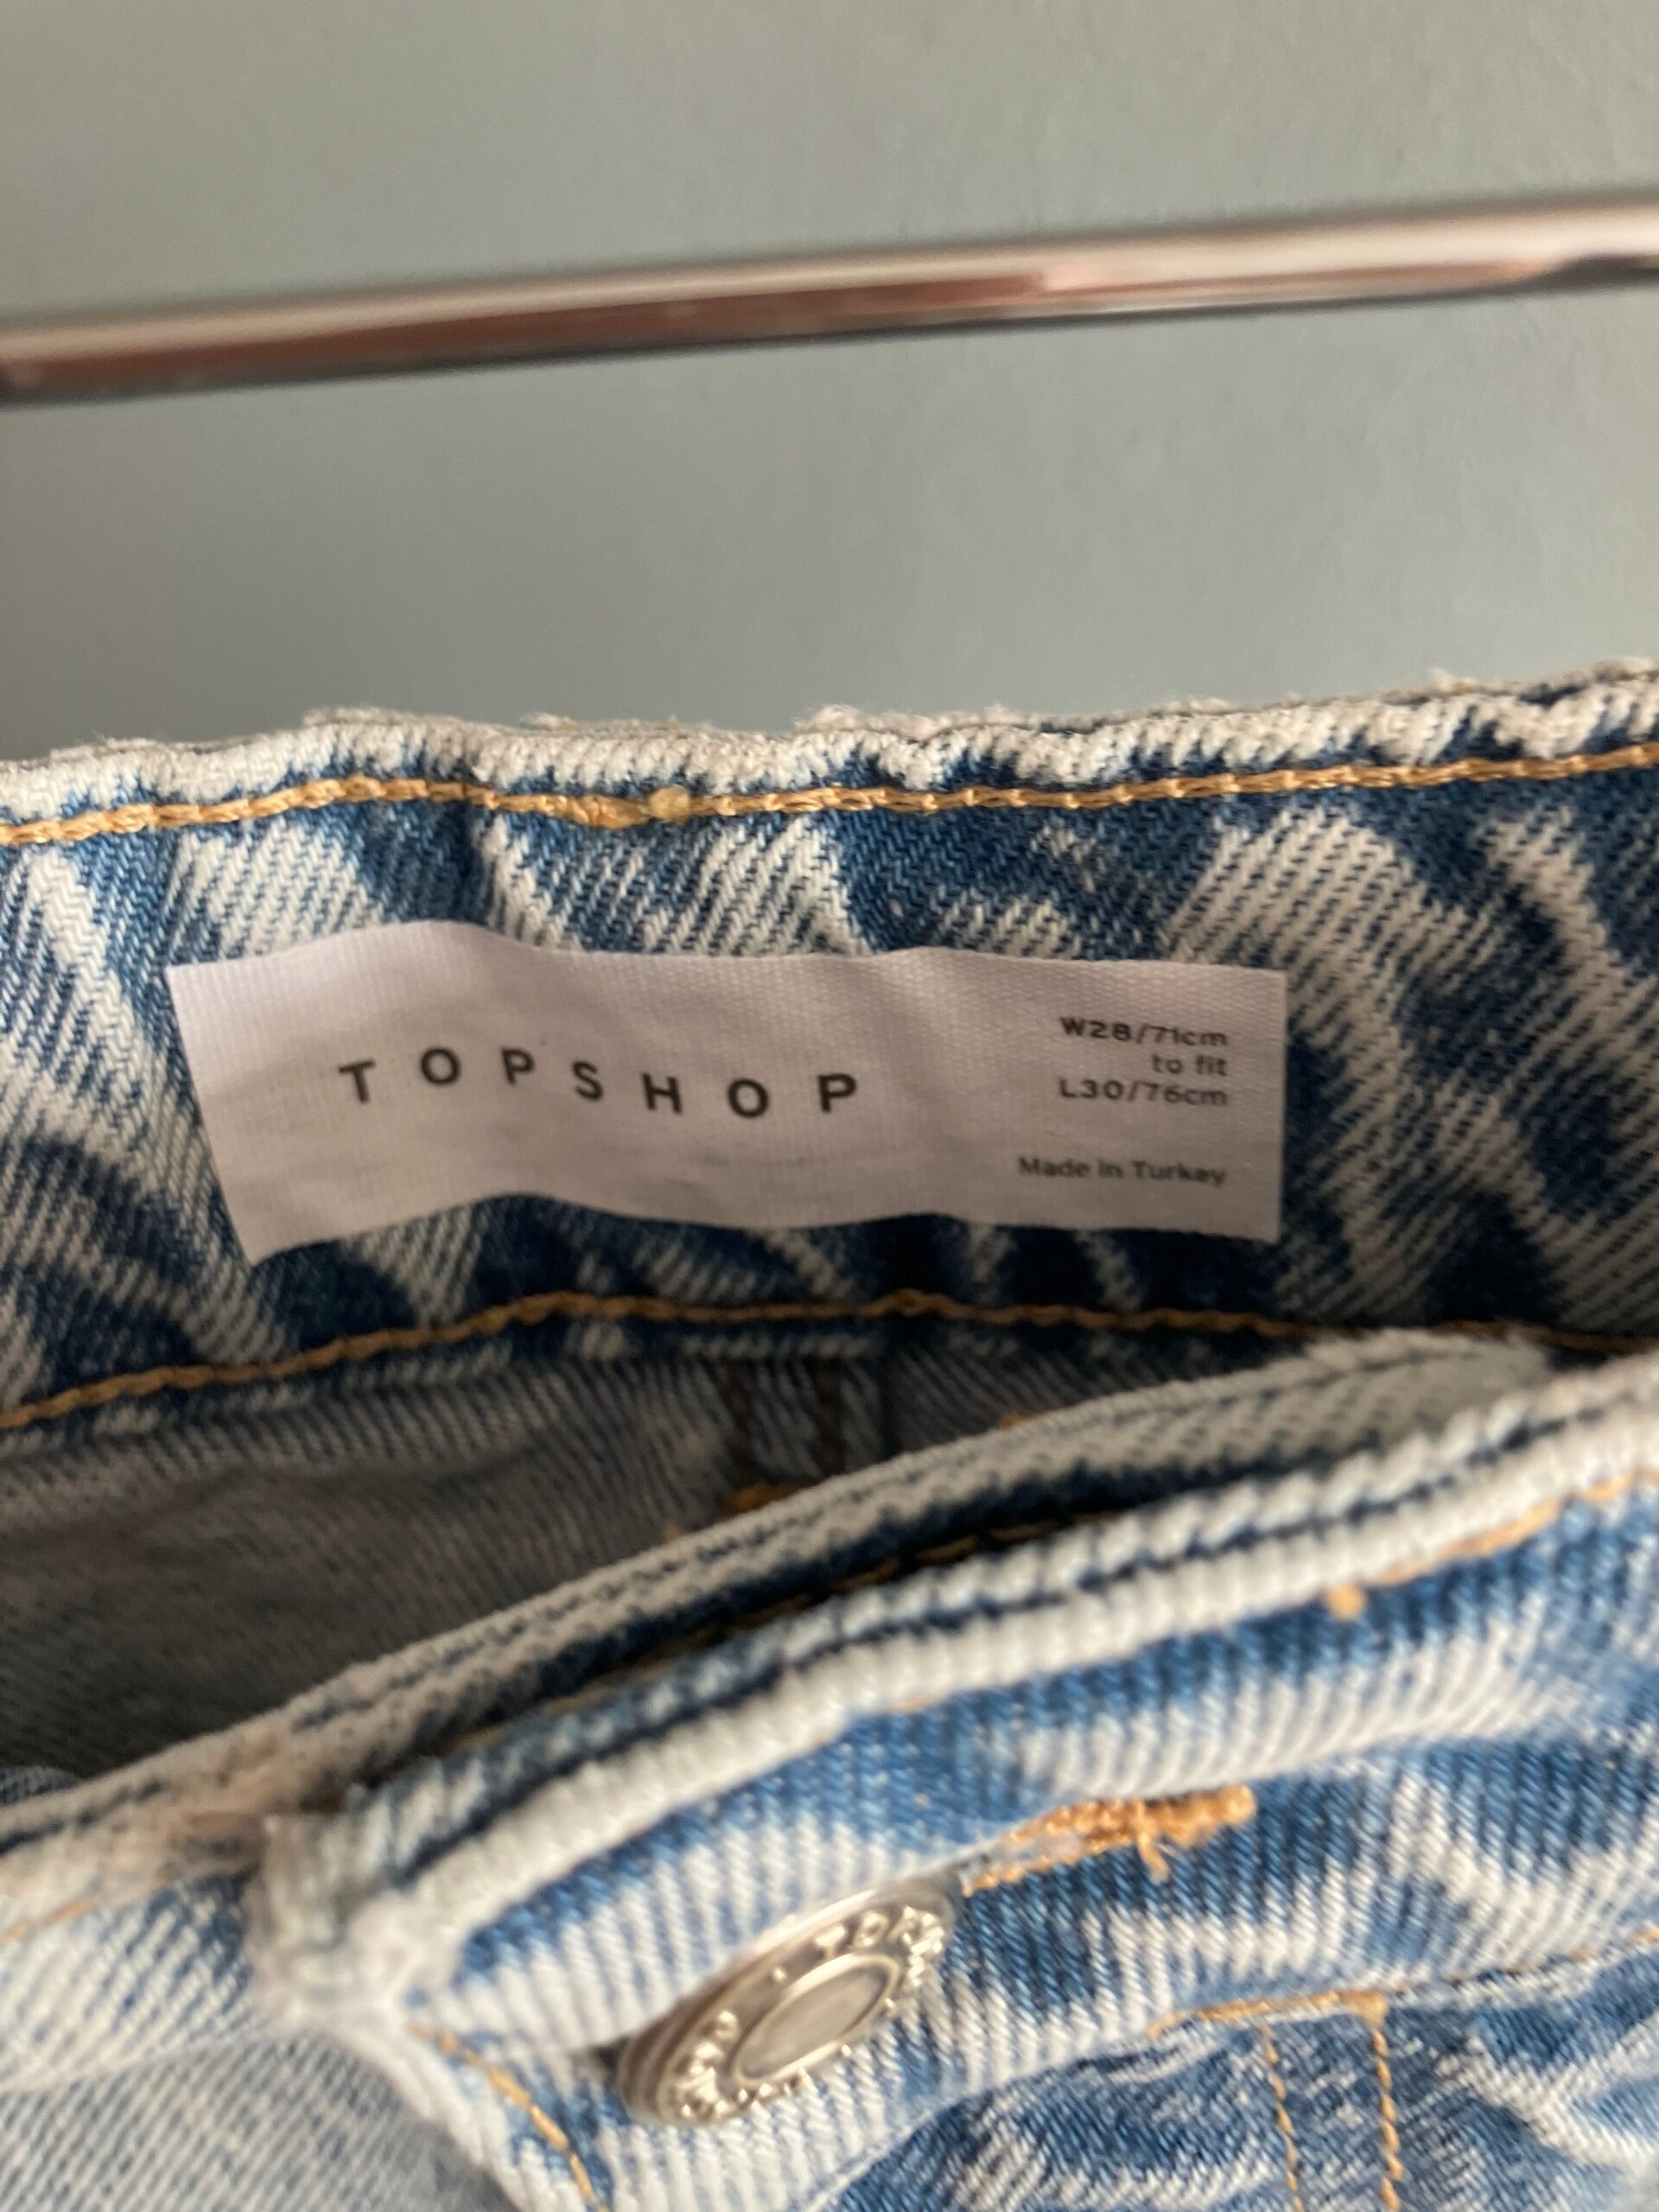 TOPSHOP
W28/71cm
to fit
L30/76cm
Made in Turkey